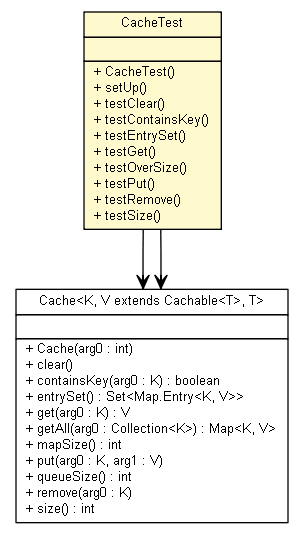 CacheTest
+ CacheTest()
+ setUp()
+ testClear()
+ testContainsKey()
+ testEntrySet()
+ testGet()
+ testOverSize()
+ testPut()
+ testRemove()
+ testSize()
Cache<K, V extends Cachable<T>, T>
+ Cache(arg0 : int)
+ clear()
+ containsKey(arg0 : K) : boolean
+ entrySet() : Set<Map.Entry<K, V>>
+ get(arg0 : K) : V
+ getAll(arg0 : Collection<K>) : Map<K, V>
+ mapSize() : int
+ put(arg0 : K, arg1 : V)
+ queueSize() : int
+ remove(arg0 : K)
+ size() : int